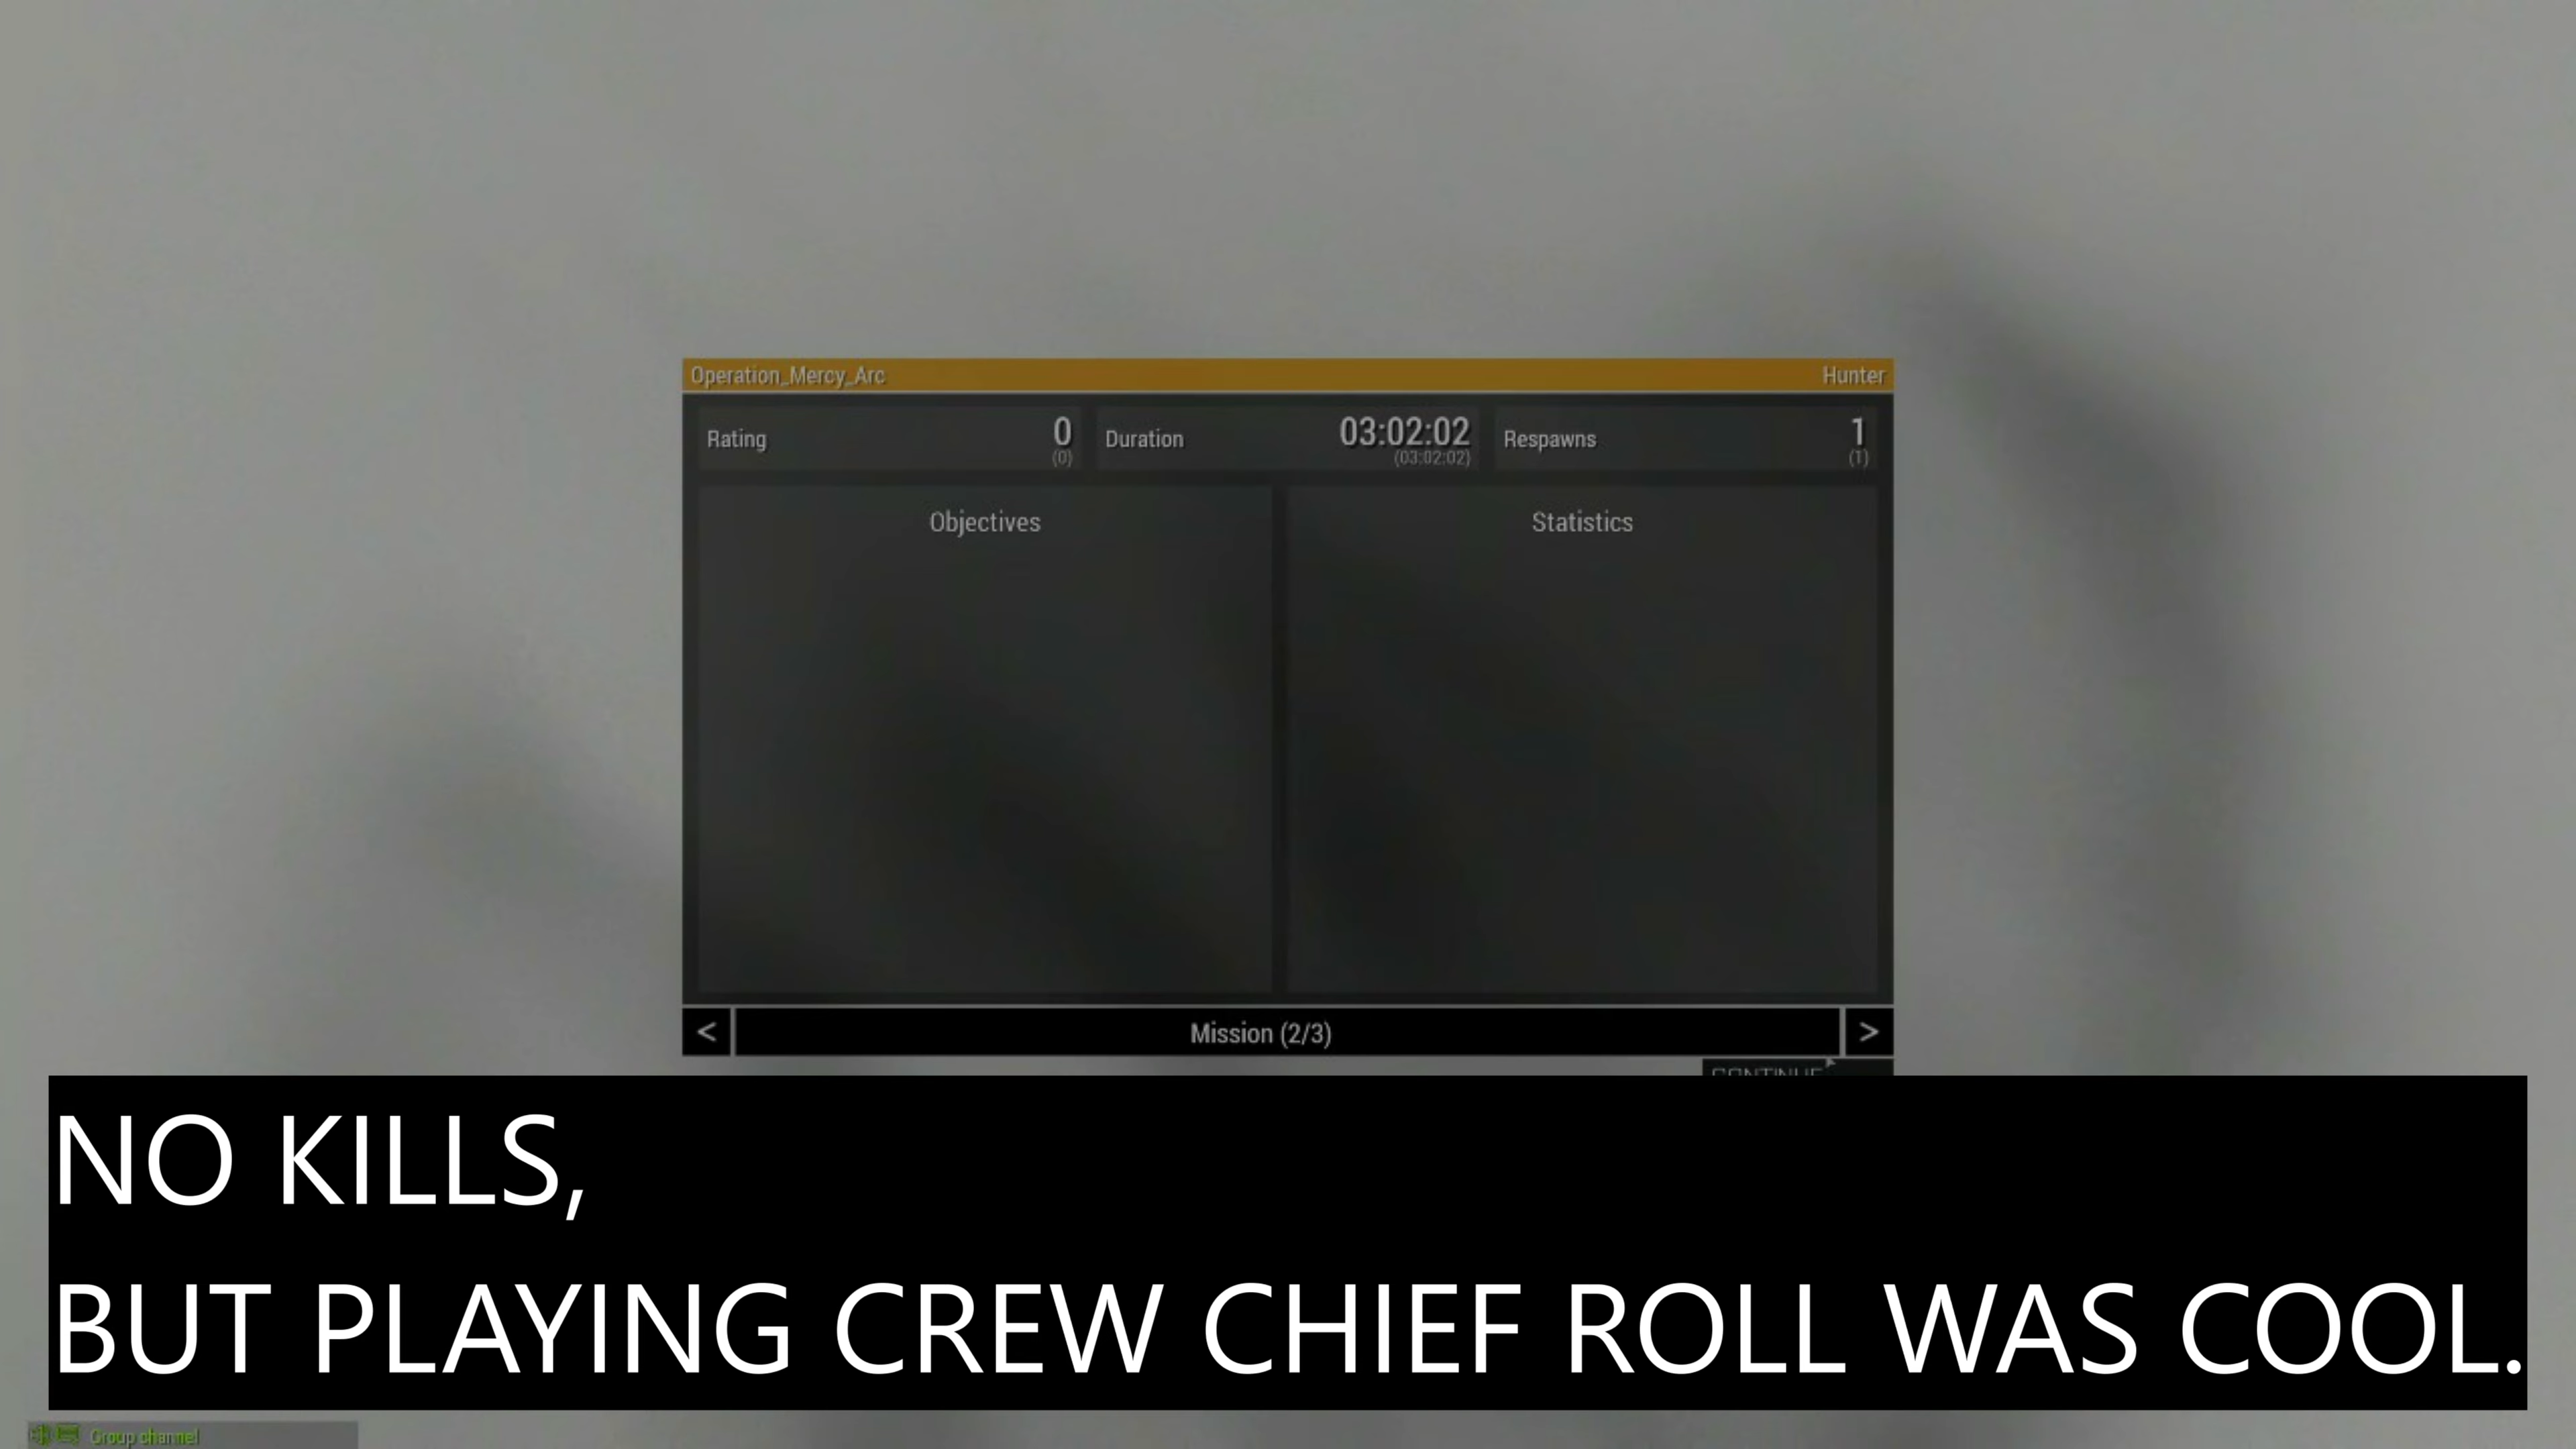 Operation_Mercy_Arc Hunter
Rating 0 (0) Duration 03:02:02 (03:02:02) Respawns 1 (1)
Objectives Statistics
< Mission (2/3) >
CONTINUE
NO KILLS,
BUT PLAYING CREW CHIEF ROLL WAS COOL.
Group channel